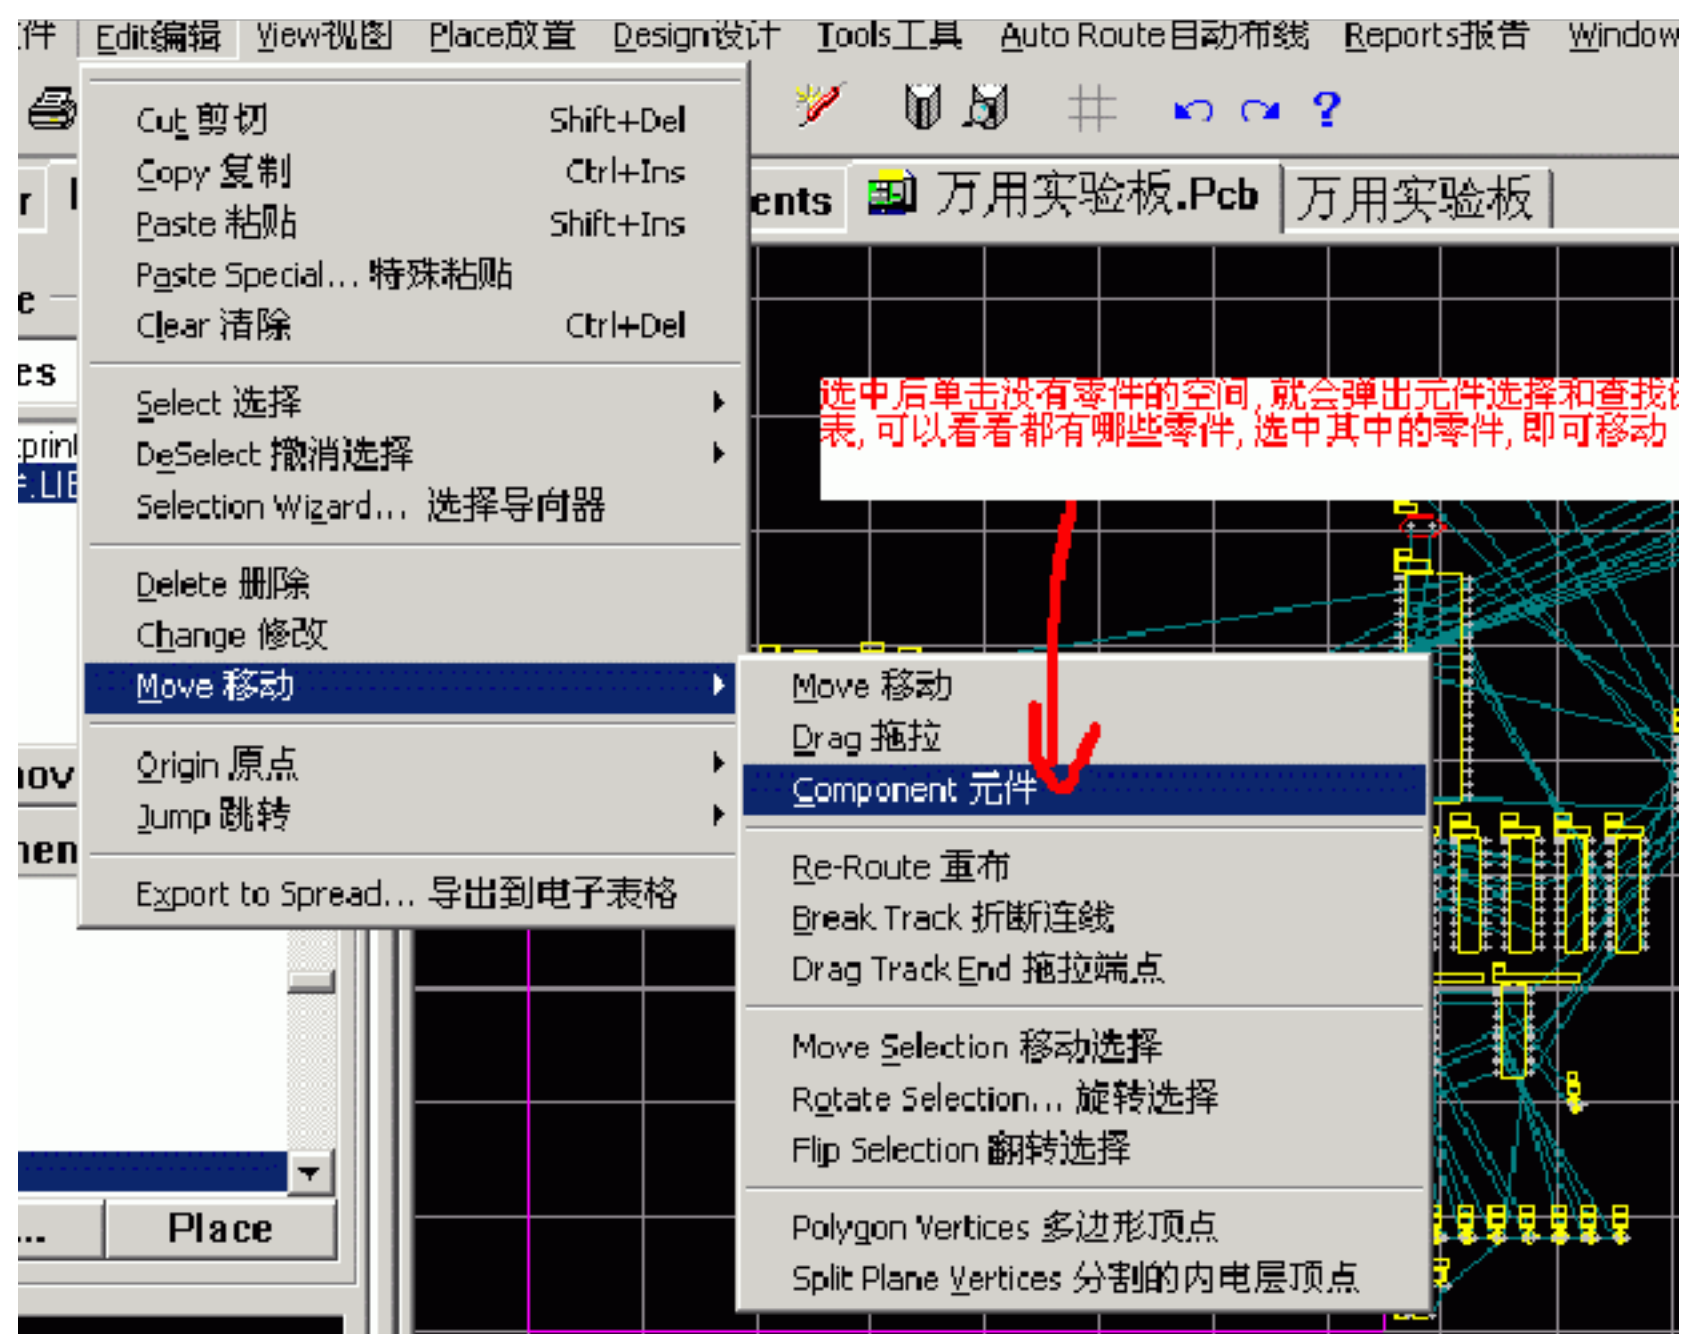 件 Edit编辑 View视图 Place放置 Design设计 Tools工具 Auto Route自动布线 Reports报告 Window
?
ents 万用实验板.Pcb 万用实验板
Cut 剪切 Shift+Del
Copy 复制 Ctrl+Ins
Paste 粘贴 Shift+Ins
Paste Special... 特殊粘贴
Clear 清除 Ctrl+Del
Select 选择
DeSelect 撤消选择
Selection Wizard... 选择导向器
Delete 删除
Change 修改
Move 移动
Origin 原点
Jump 跳转
Export to Spread... 导出到电子表格
es
.LIB
Place
选中后单击没有零件的空间,就会弹出元件选择和查找
表,可以看看都有哪些零件,选中其中的零件,即可移动
Move 移动
Drag 拖拉
Component 元件
Re-Route 重布
Break Track 折断连线
Drag Track End 拖拉端点
Move Selection 移动选择
Rotate Selection... 旋转选择
Flip Selection 翻转选择
Polygon Vertices 多边形顶点
Split Plane Vertices 分割的内电层顶点